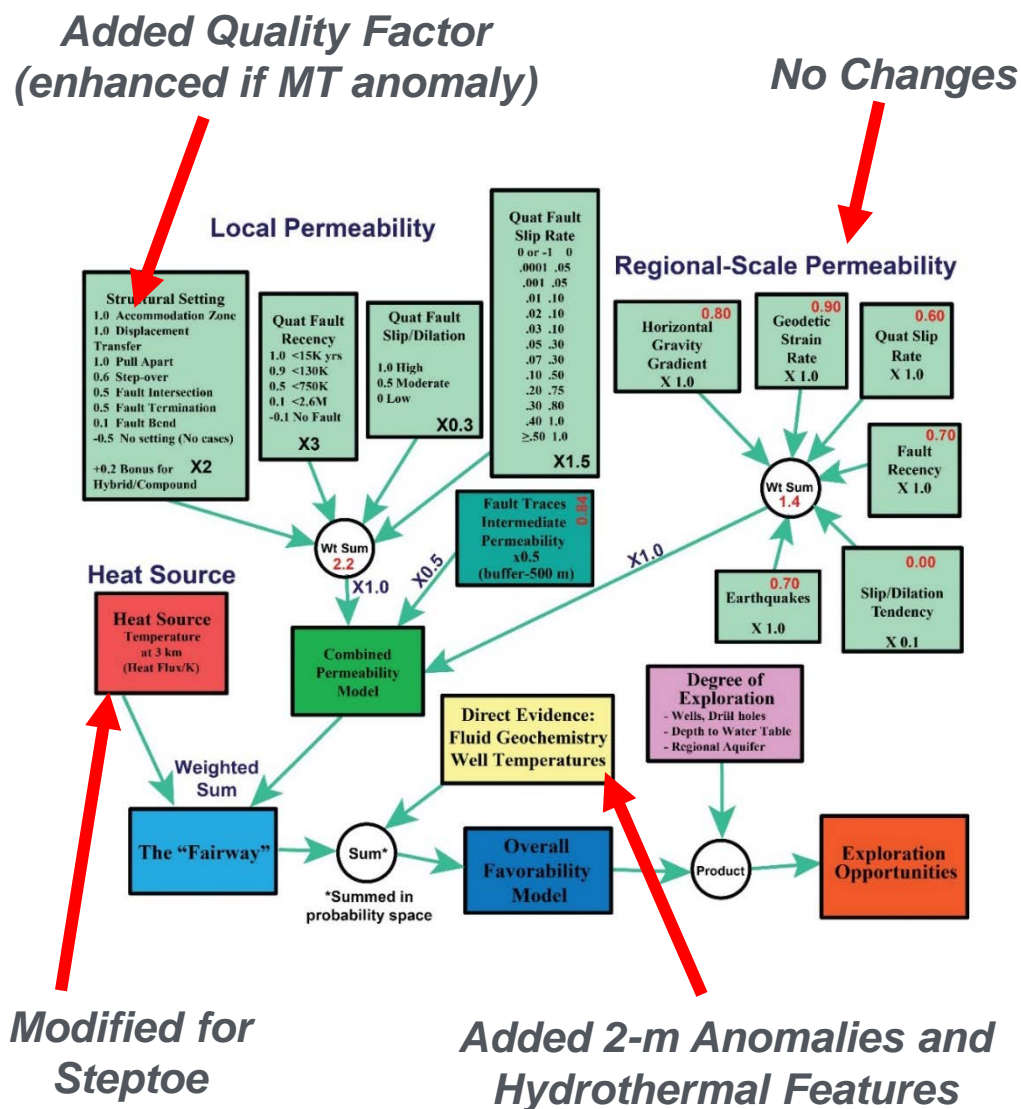 Added Quality Factor
(enhanced if MT anomaly)
No Changes
Local Permeability
Regional-Scale Permeability
Structural Setting
1.0 Accommodation Zone
1.0 Displacement
Transfer
1.0 Pull Apart
0.6 Step-over
0.5 Fault Intersection
0.5 Fault Termination
0.1 Fault Bend
-0.5 No setting (No cases)
+0.2 Bonus for
Hybrid/Compound
X2
Quat Fault
Recency
1.0 <15K yrs
0.9 <130K
0.5 <750K
0.1 <2.6M
-0.1 No Fault
X3
Quat Fault
Slip/Dilation
1.0 High
0.5 Moderate
0 Low
X0.3
Quat Fault
Slip Rate
0 or -1 0
.0001 .05
.001 .05
.01 .10
.02 .10
.03 .10
.05 .30
.07 .30
.10 .50
.20 .75
.30 .80
.40 1.0
≥.50 1.0
X1.5
0.80
Horizontal
Gravity
Gradient
X 1.0
0.90
Geodetic
Strain
Rate
X 1.0
0.60
Quat Slip
Rate
X 1.0
0.70
Fault
Recency
X 1.0
0.00
Slip/Dilation
Tendency
X 0.1
0.70
Earthquakes
X 1.0
Wt Sum
1.4
X1.0
Fault Traces
Intermediate
Permeability
x0.5
(buffer-500 m)
0.84
X0.5
Wt Sum
2.2
X1.0
Heat Source
Heat Source
Temperature
at 3 km
(Heat Flux/K)
Combined
Permeability
Model
Direct Evidence:
Fluid Geochemistry
Well Temperatures
Degree of
Exploration
- Wells, Drill holes
- Depth to Water Table
- Regional Aquifer
Weighted
Sum
The "Fairway"
Sum*
*Summed in
probability space
Overall
Favorability
Model
Product
Exploration
Opportunities
Modified for
Steptoe
Added 2-m Anomalies and
Hydrothermal Features